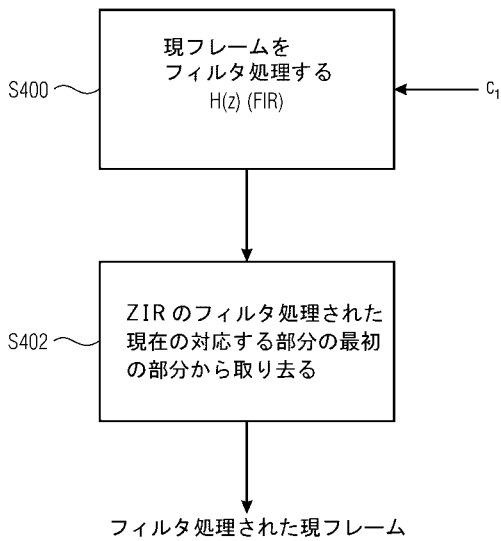 現フレームを
フィルタ処理する
H(z) (FIR)
S400
C₁
ZIRのフィルタ処理された
現在の対応する部分の最初
の部分から取り去る
S402
フィルタ処理された現フレーム